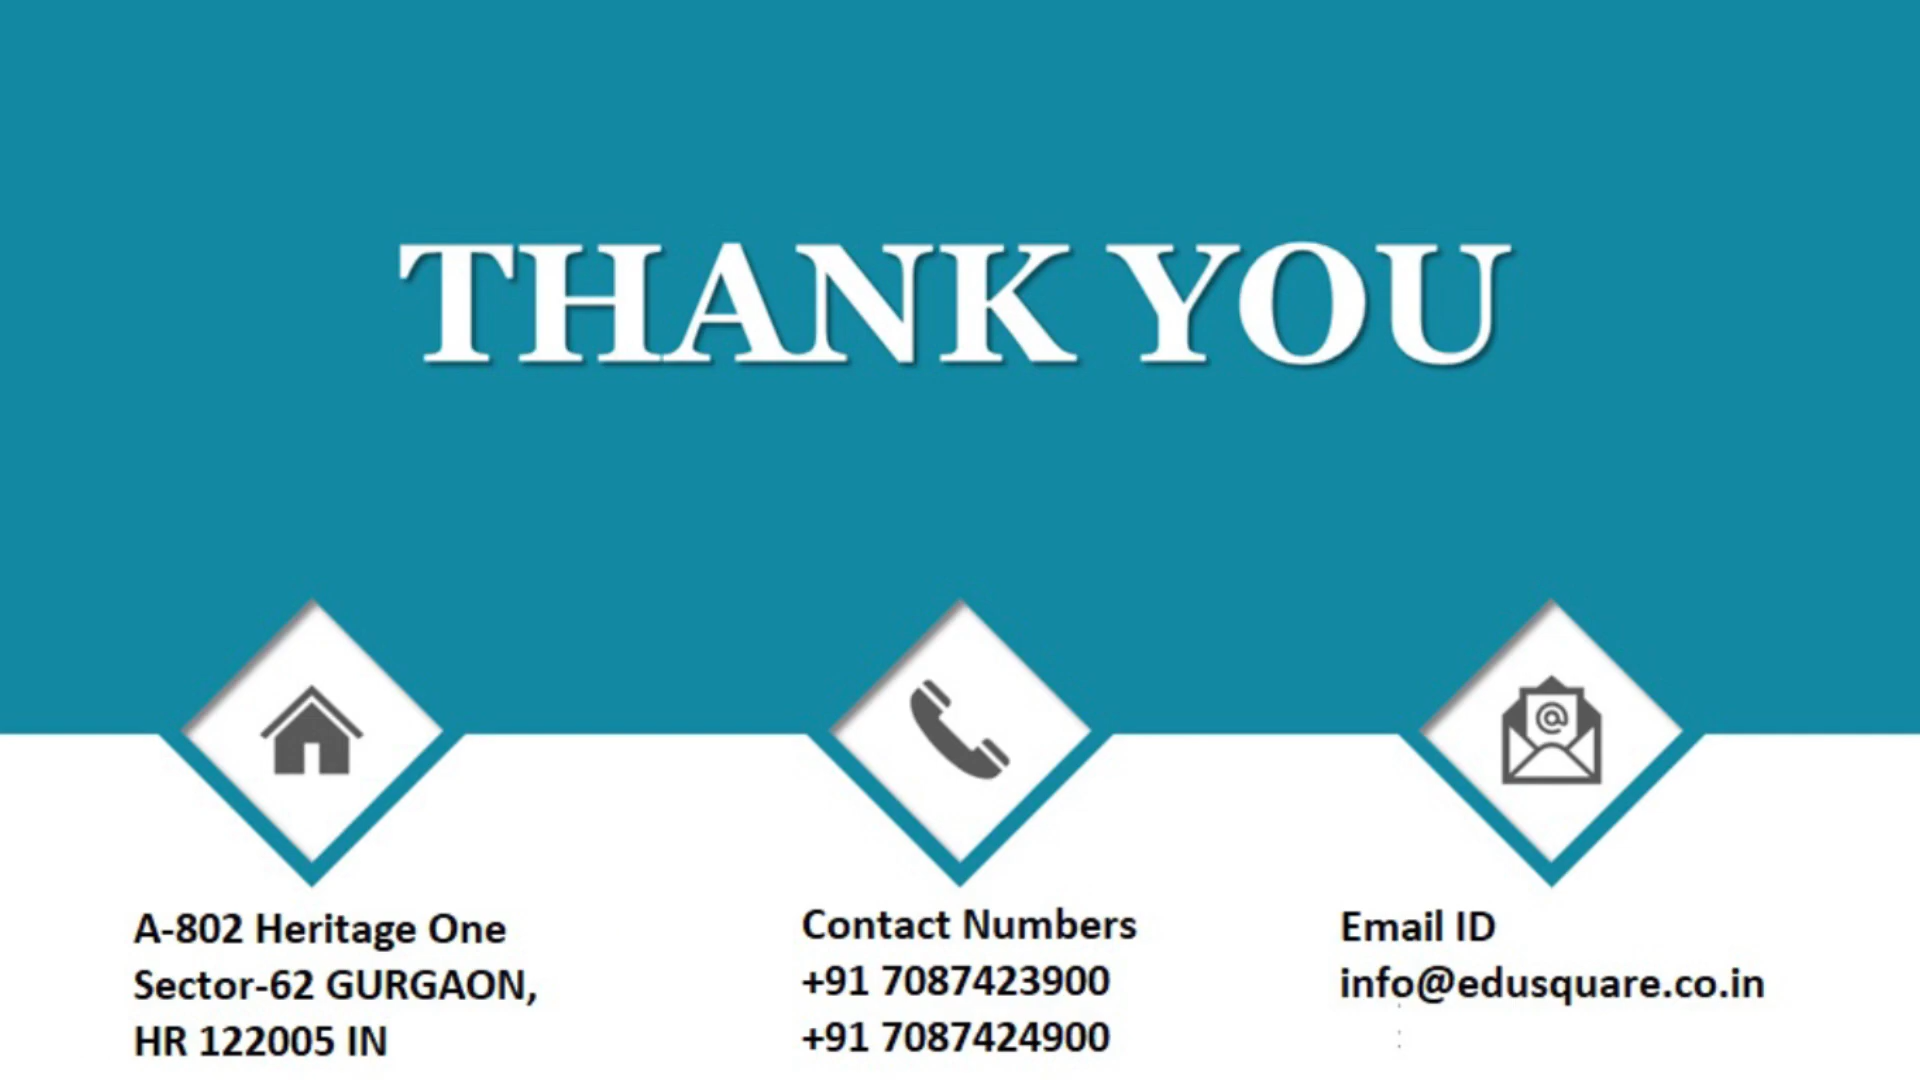 THANK YOU
A-802 Heritage One
Sector-62 GURGAON,
HR 122005 IN
Contact Numbers
+91 7087423900
+91 7087424900
Email ID
info@edusquare.co.in